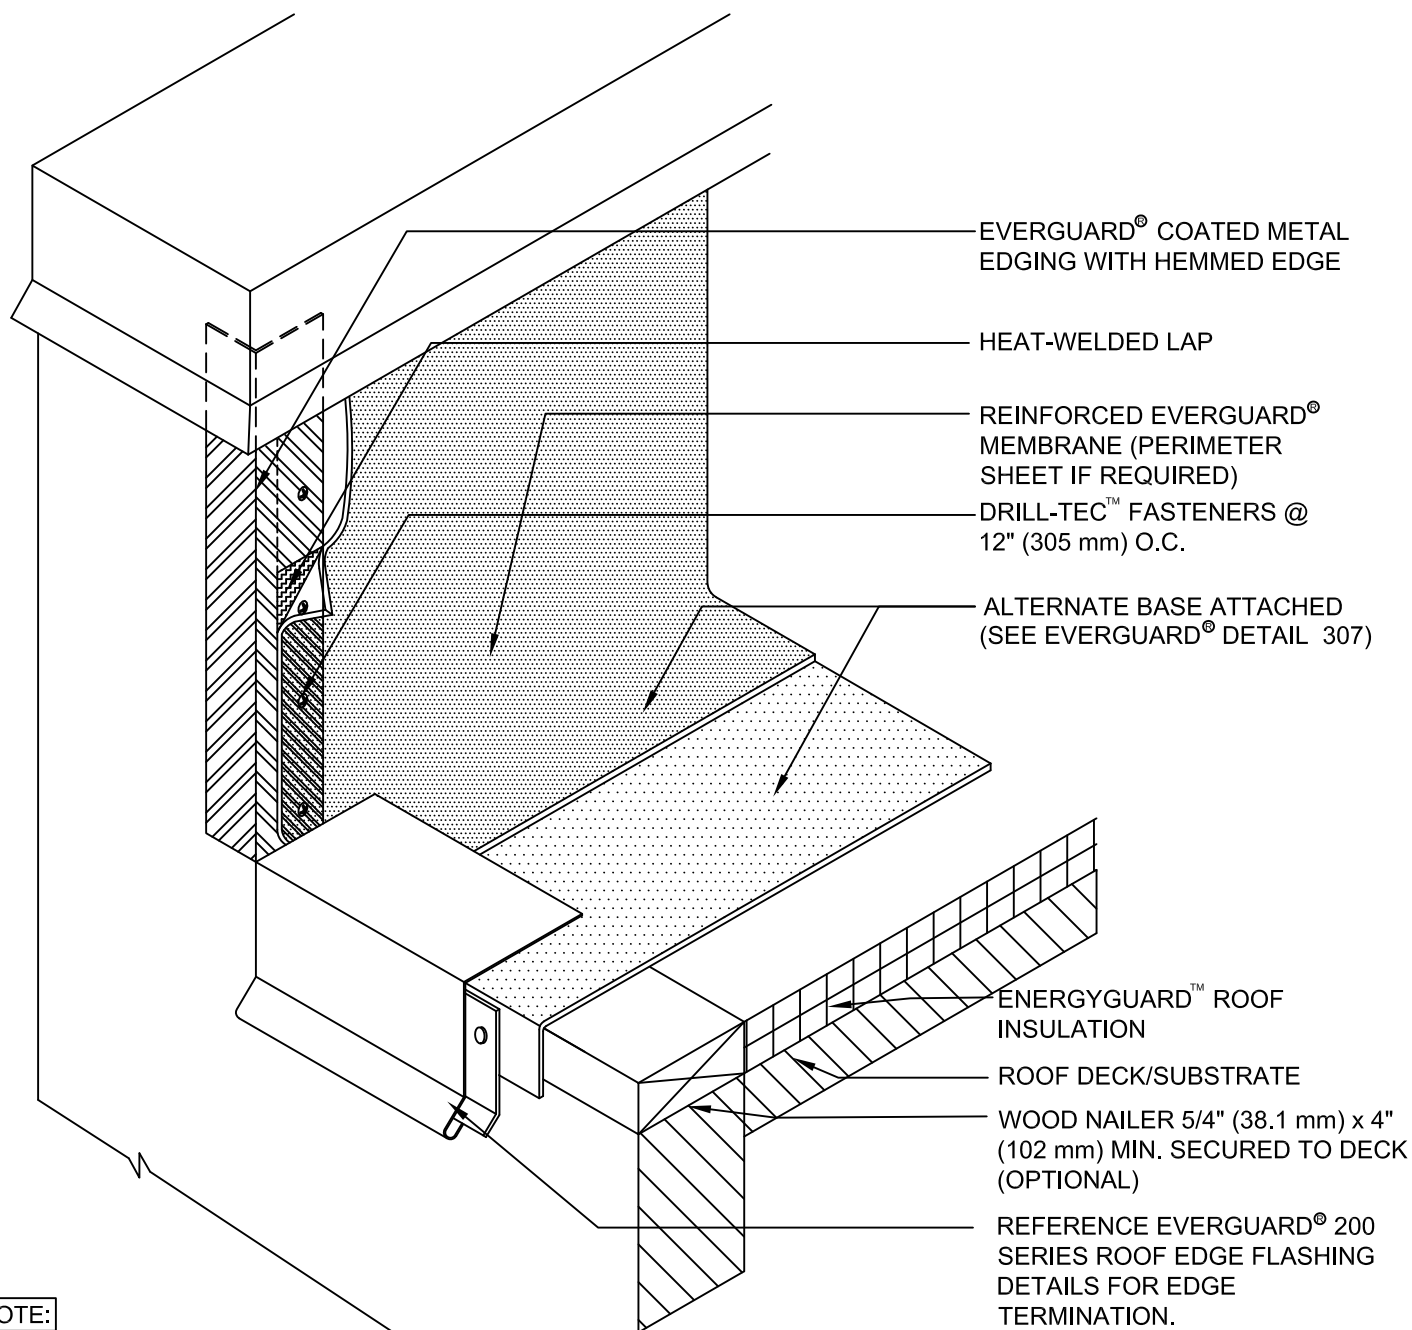 EVERGUARD® COATED METAL
EDGING WITH HEMMED EDGE
HEAT-WELDED LAP
REINFORCED EVERGUARD®
MEMBRANE (PERIMETER
SHEET IF REQUIRED)
DRILL-TEC™ FASTENERS @
12" (305 mm) O.C.
ALTERNATE BASE ATTACHED
(SEE EVERGUARD® DETAIL 307)
ENERGYGUARD™ ROOF
INSULATION
ROOF DECK/SUBSTRATE
WOOD NAILER 5/4" (38.1 mm) x 4"
(102 mm) MIN. SECURED TO DECK
(OPTIONAL)
REFERENCE EVERGUARD® 200
SERIES ROOF EDGE FLASHING
DETAILS FOR EDGE
TERMINATION.
OTE: